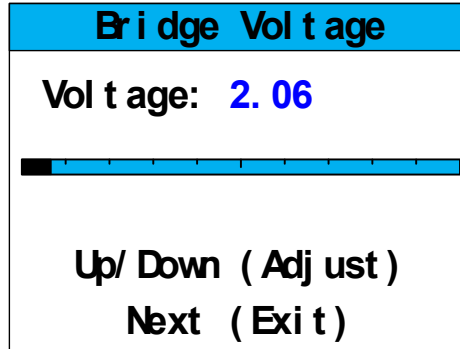 Bridge Voltage
Voltage: 2.06
Up/Down (Adjust)
Next (Exit)